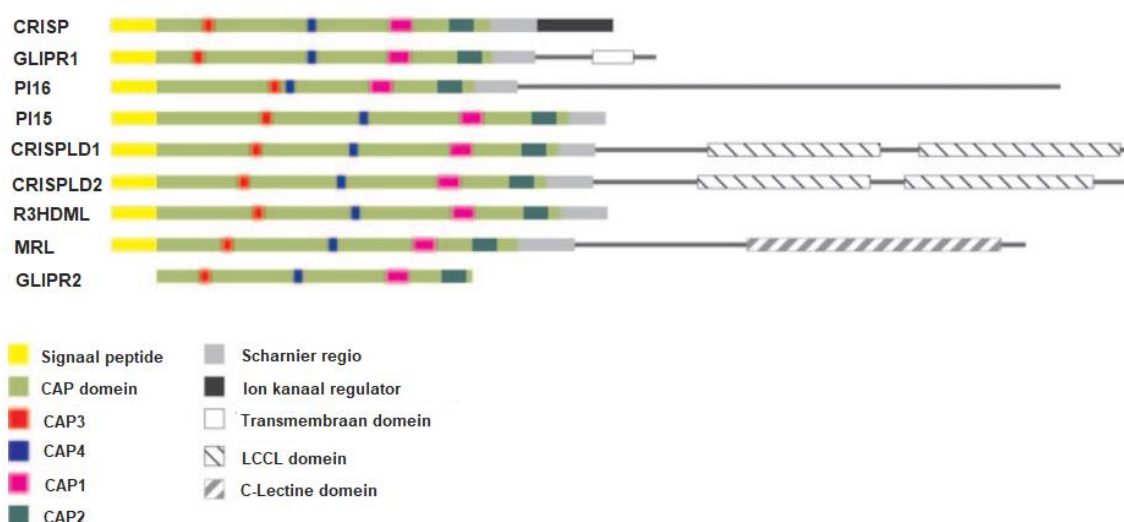 CRISP
GLIPR1
PI16
PI15
CRISPLD1
CRISPLD2
R3HDML
MRL
GLIPR2
Signaal peptide
CAP domein
CAP3
CAP4
CAP1
CAP2
Scharnier regio
Ion kanaal regulator
Transmembraan domein
LCCL domein
C-Lectine domein